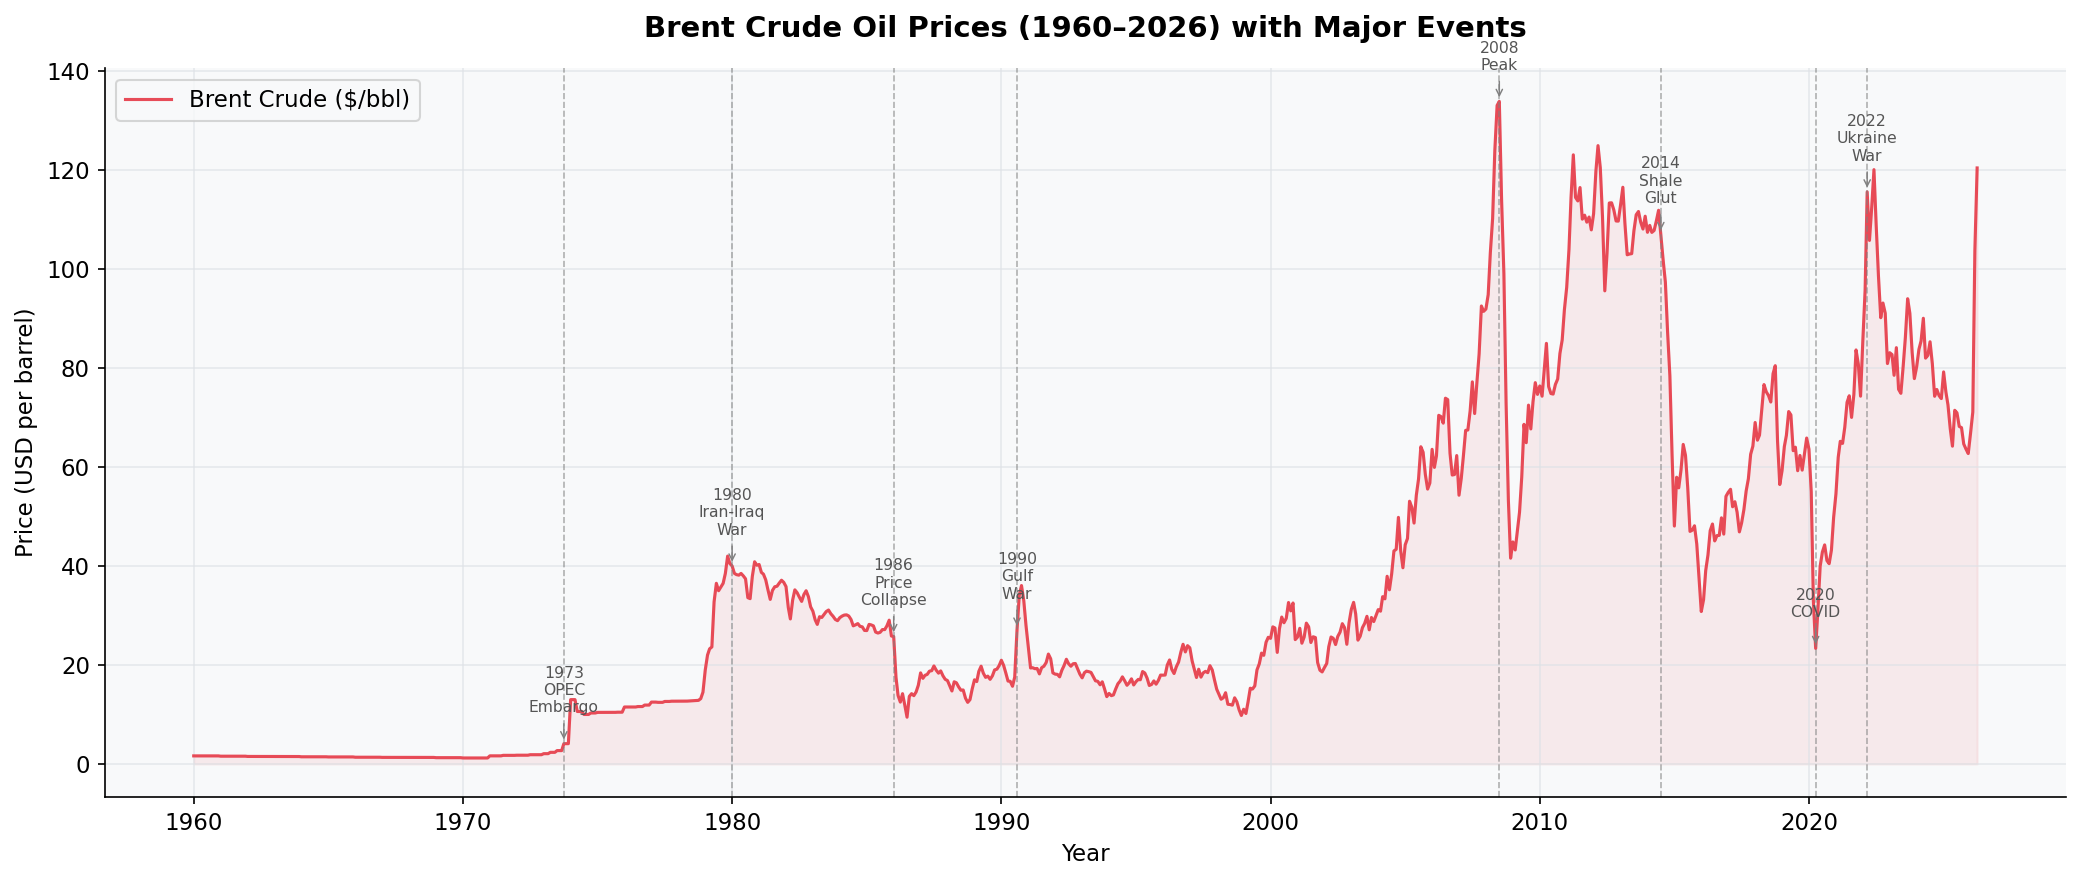 Brent Crude Oil Prices (1960–2026) with Major Events
Brent Crude ($/bbl)
Price (USD per barrel)
140
120
100
80
60
40
20
0
1973
OPEC
Embargo
1980
Iran-Iraq
War
1986
Price
Collapse
1990
Gulf
War
2008
Peak
2014
Shale
Glut
2020
COVID
2022
Ukraine
War
1960
1970
1980
1990
2000
2010
2020
Year